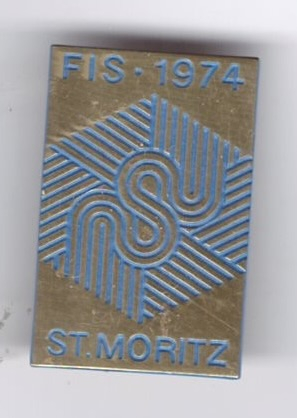 FIS · 1974
ST. MORITZ